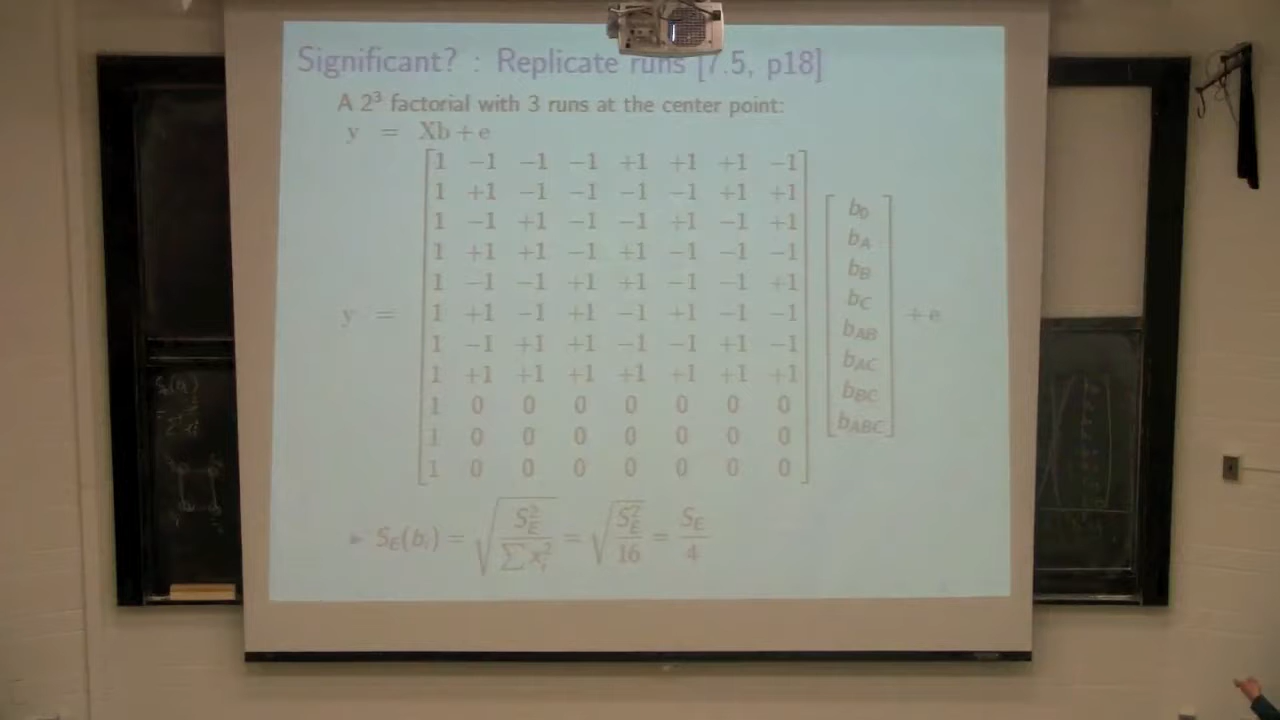 Significant? : Replicate runs [7.5, p18]
A 2³ factorial with 3 runs at the center point:
y = Xb + e
1 −1 −1 −1 +1 +1 +1 −1
1 +1 −1 −1 −1 −1 +1 +1
1 −1 +1 −1 −1 +1 −1 +1
1 +1 +1 −1 +1 −1 −1 −1
1 −1 −1 +1 +1 −1 −1 +1
1 +1 −1 +1 −1 +1 −1 −1
1 −1 +1 +1 −1 −1 +1 −1
1 +1 +1 +1 +1 +1 +1 +1
1 0 0 0 0 0 0 0
1 0 0 0 0 0 0 0
1 0 0 0 0 0 0 0
y =
b₀
b_A
b_B
b_C
b_AB
b_AC
b_BC
b_ABC
+ e
► S_E(b_i) = √(S_E²/∑x_i²) = √(S_E²/16) = S_E/4